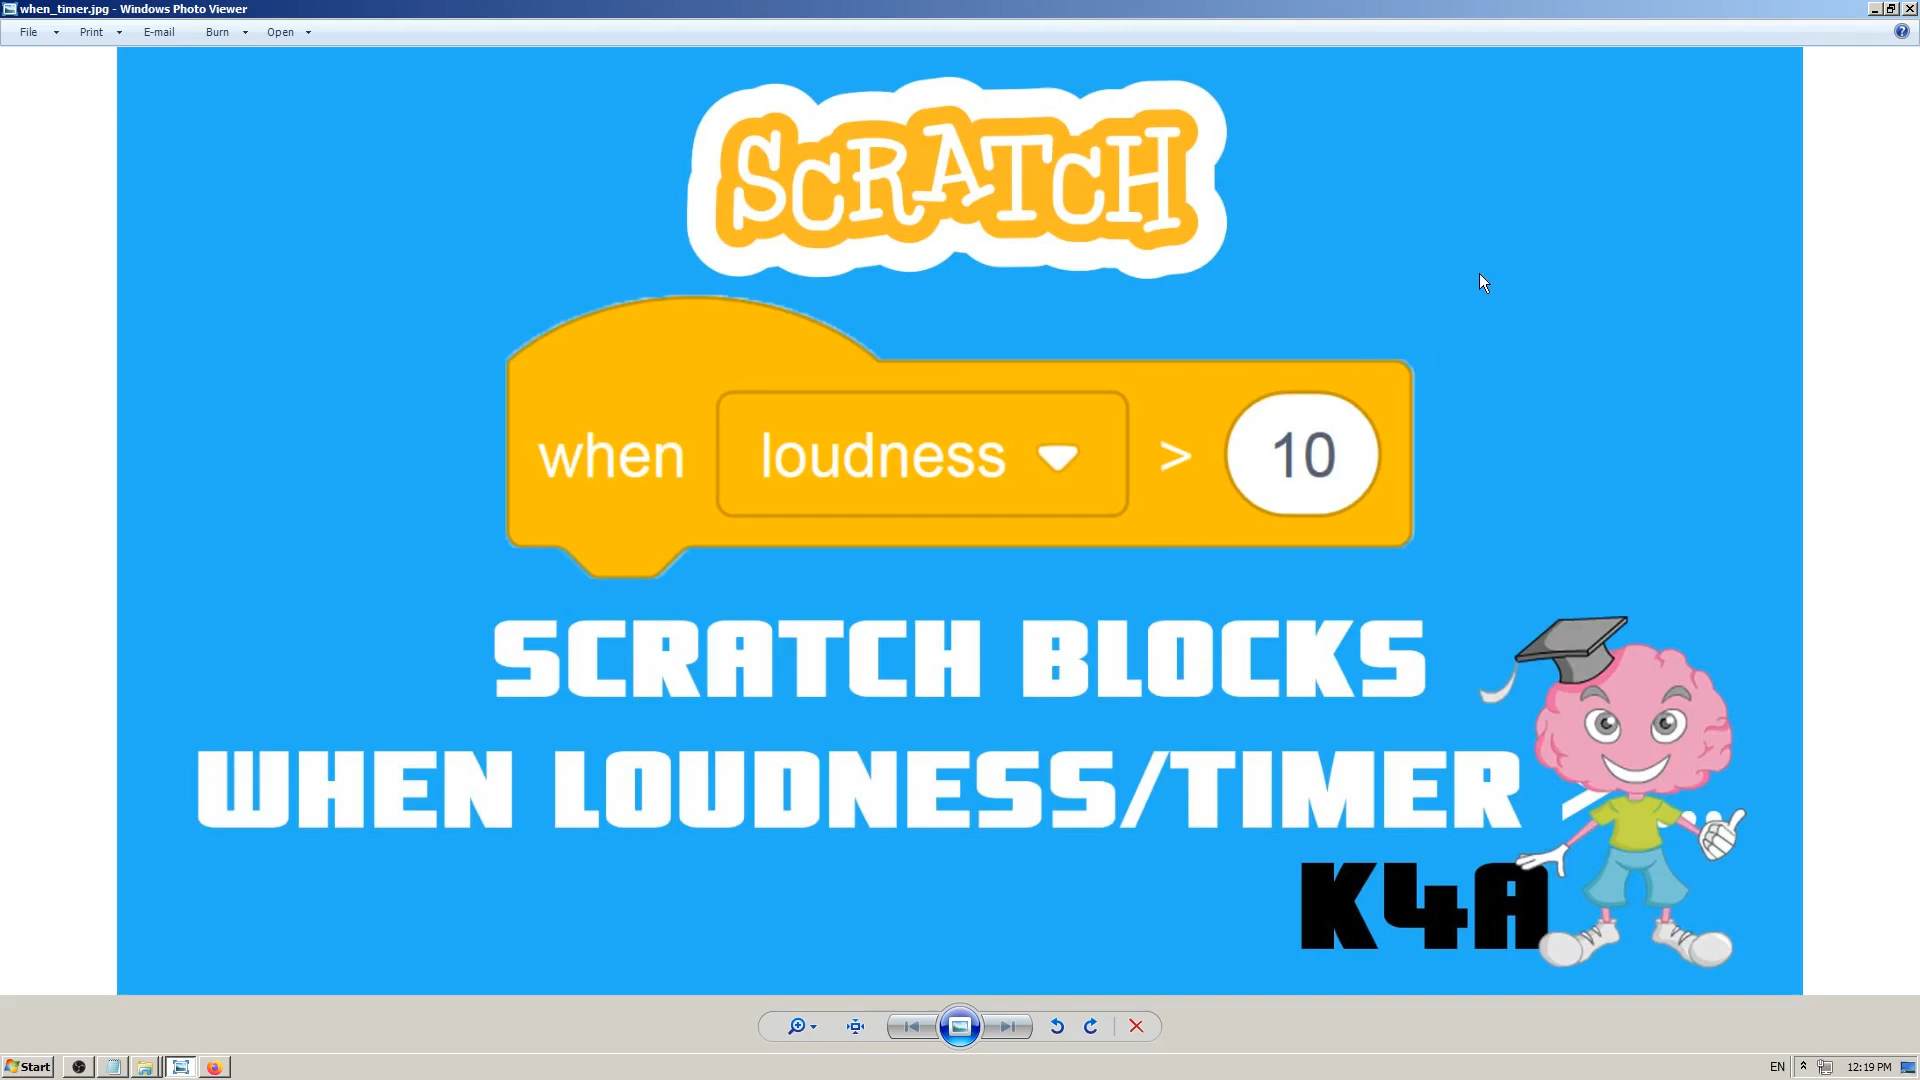 when_timer.jpg - Windows Photo Viewer
File Print E-mail Burn Open
SCRATCH
when loudness > 10
SCRATCH BLOCKS
WHEN LOUDNESS/TIMER
K4A
Start EN 12:19 PM